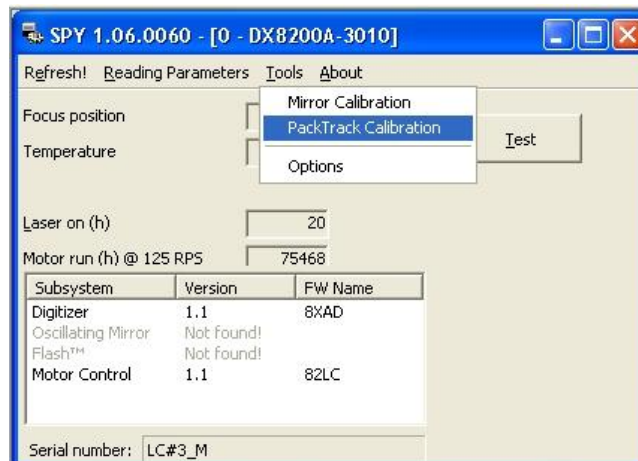 SPY 1.06.0060 - [0 - DX8200A-3010]
Refresh! Reading Parameters Tools About
Mirror Calibration
PackTrack Calibration
Options
Focus position
Temperature
Test
Laser on (h) 20
Motor run (h) @ 125 RPS 75468
Subsystem Version FW Name
Digitizer 1.1 8XAD
Oscillating Mirror Not found!
Flash™ Not found!
Motor Control 1.1 82LC
Serial number: LC#3_M